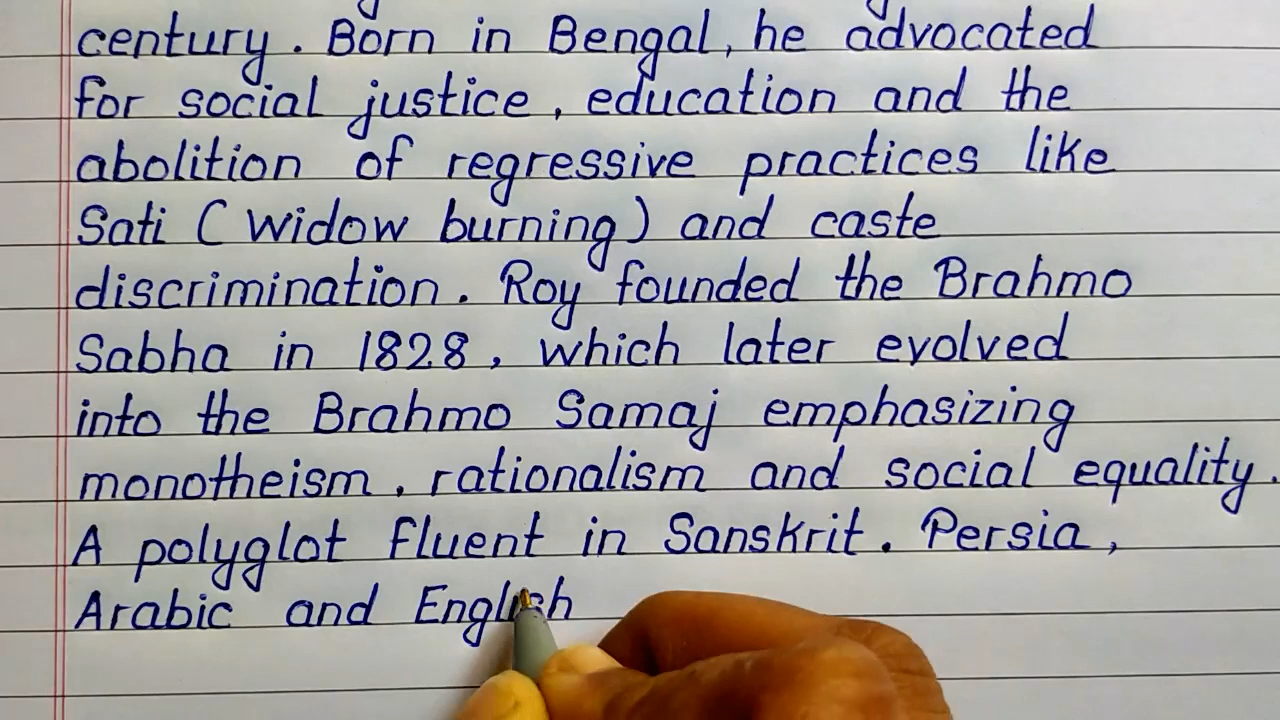 century. Born in Bengal, he advocated
for social justice, education and the
abolition of regressive practices like
Sati (widow burning) and caste
discrimination. Roy founded the Brahmo
Sabha in 1828, which later evolved
into the Brahmo Samaj emphasizing
monotheism, rationalism and social equality.
A polyglot fluent in Sanskrit. Persia,
Arabic and English